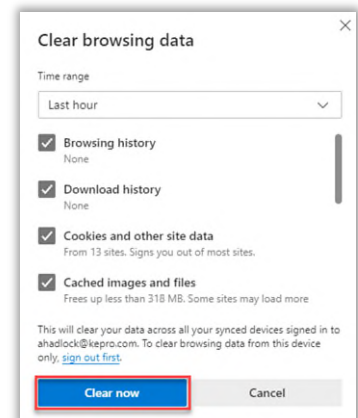 Clear browsing data
Time range
Last hour
Browsing history
None
Download history
None
Cookies and other site data
From 13 sites. Signs you out of most sites.
Cached images and files
Frees up less than 318 MB. Some sites may load more
This will clear your data across all your synced devices signed in to
ahadlock@kepro.com. To clear browsing data from this device
only, sign out first.
Clear now
Cancel